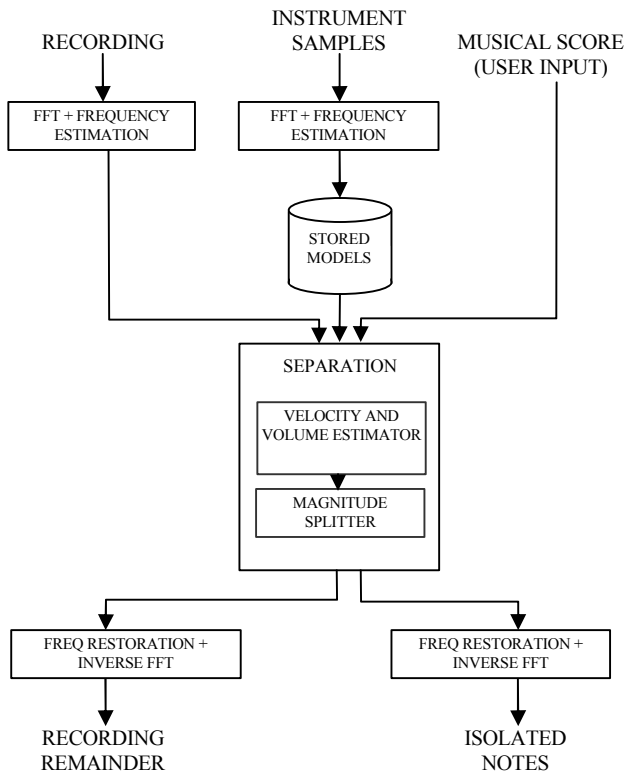 RECORDING
INSTRUMENT
SAMPLES
MUSICAL SCORE
(USER INPUT)
FFT + FREQUENCY
ESTIMATION
FFT + FREQUENCY
ESTIMATION
STORED
MODELS
SEPARATION
VELOCITY AND
VOLUME ESTIMATOR
MAGNITUDE
SPLITTER
FREQ RESTORATION +
INVERSE FFT
FREQ RESTORATION +
INVERSE FFT
RECORDING
REMAINDER
ISOLATED
NOTES